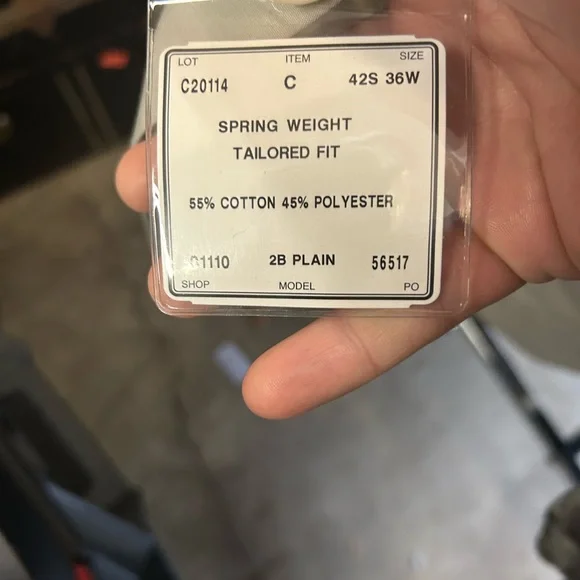 LOT ITEM SIZE
C20114 C 42S 36W
SPRING WEIGHT
TAILORED FIT
55% COTTON 45% POLYESTER
2B PLAIN 56517
SHOP MODEL PO